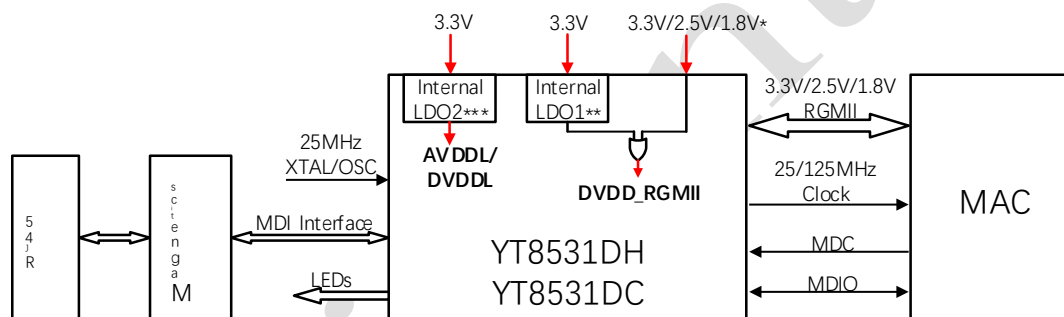 3.3V
3.3V
3.3V/2.5V/1.8V*
Internal
LDO2***
Internal
LDO1**
3.3V/2.5V/1.8V
RGMII
25MHz
XTAL/OSC
AVDDL/
DVDDL
DVDD_RGMII
25/125MHz
Clock
MAC
RJ45
Magnetics
MDI Interface
YT8531DH
YT8531DC
MDC
LEDs
MDIO